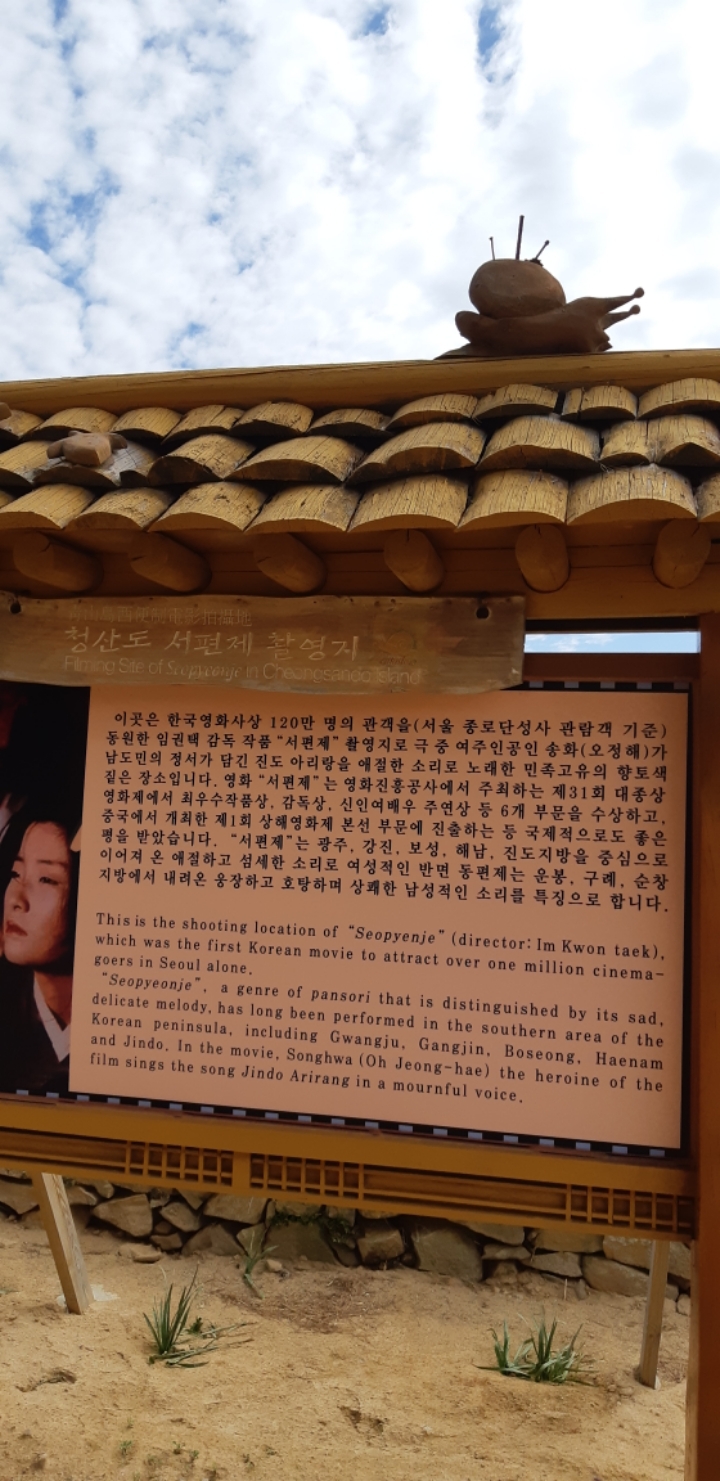 靑山島西便制電影拍攝地
청산도 서편제 촬영지
Filming Site of Seopyeonje in Cheongsando Island
이곳은 한국영화사상 120만 명의 관객을(서울 종로단성사 관람객 기준)
동원한 임권택 감독 작품 “서편제” 촬영지로 극 중 여주인공인 송화(오정해)가
남도민의 정서가 담긴 진도 아리랑을 애절한 소리로 노래한 민족고유의 향토색
짙은 장소입니다. 영화 “서편제”는 영화진흥공사에서 주최하는 제31회 대종상
영화제에서 최우수작품상, 감독상, 신인여배우 주연상 등 6개 부문을 수상하고,
중국에서 개최한 제1회 상해영화제 본선 부문에 진출하는 등 국제적으로도 좋은
평을 받았습니다. “서편제”는 광주, 강진, 보성, 해남, 진도지방을 중심으로
이어져 온 애절하고 섬세한 소리로 여성적인 반면 동편제는 운봉, 구례, 순창
지방에서 내려온 웅장하고 호탕하며 상쾌한 남성적인 소리를 특징으로 합니다.
This is the shooting location of “Seopyenje” (director: Im Kwon taek),
which was the first Korean movie to attract over one million cinema-
goers in Seoul alone.
“Seopyeonje”, a genre of pansori that is distinguished by its sad,
delicate melody, has long been performed in the southern area of the
Korean peninsula, including Gwangju, Gangjin, Boseong, Haenam
and Jindo. In the movie, Songhwa (Oh Jeong-hae) the heroine of the
film sings the song Jindo Arirang in a mournful voice.